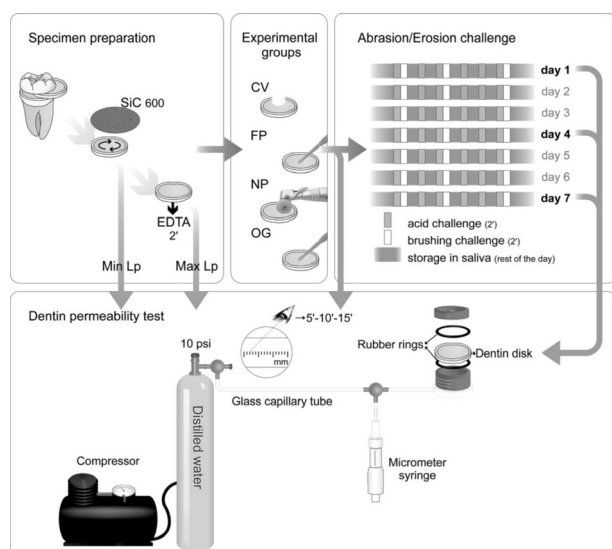 Specimen preparation
SiC 600
EDTA
2'
Min Lp
Max Lp
Experimental
groups
CV
FP
NP
OG
Abrasion/Erosion challenge
day 1
day 2
day 3
day 4
day 5
day 6
day 7
acid challenge (2')
brushing challenge (2')
storage in saliva (rest of the day)
Dentin permeability test
→5'-10'-15'
mm
10 psi
Rubber rings
Dentin disk
Glass capillary tube
Distilled water
Compressor
Micrometer
syringe